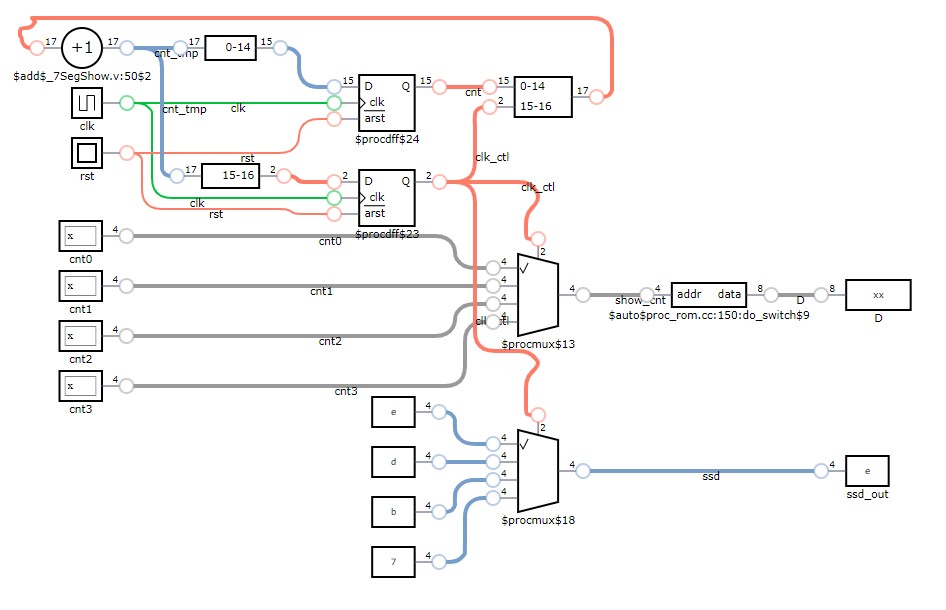 17 +1 17 cnt_tmp 17 0-14 15
$add$_7SegShow.v:50$2
15 D Q 15 cnt 15 0-14 17
clk cnt_tmp clk clk 2 15-16
arst
$procdff$24
rst rst clk_ctl
17 15-16 2 2 D Q 2 clk_ctl
clk clk
rst arst
$procdff$23
cnt0 4 cnt0 4 2
cnt1 4 cnt1 4
cnt2 4 cnt2 4
cnt3 4 cnt3 4 clk_ctl
4 show_cnt 4 addr data 8 D 8 xx
$auto$proc_rom.cc:150:do_switch$9 D
$procmux$13
x
x
x
x
e 4 4 2
d 4 4
b 4 4
7 4 4
4 ssd 4 e
ssd_out
$procmux$18